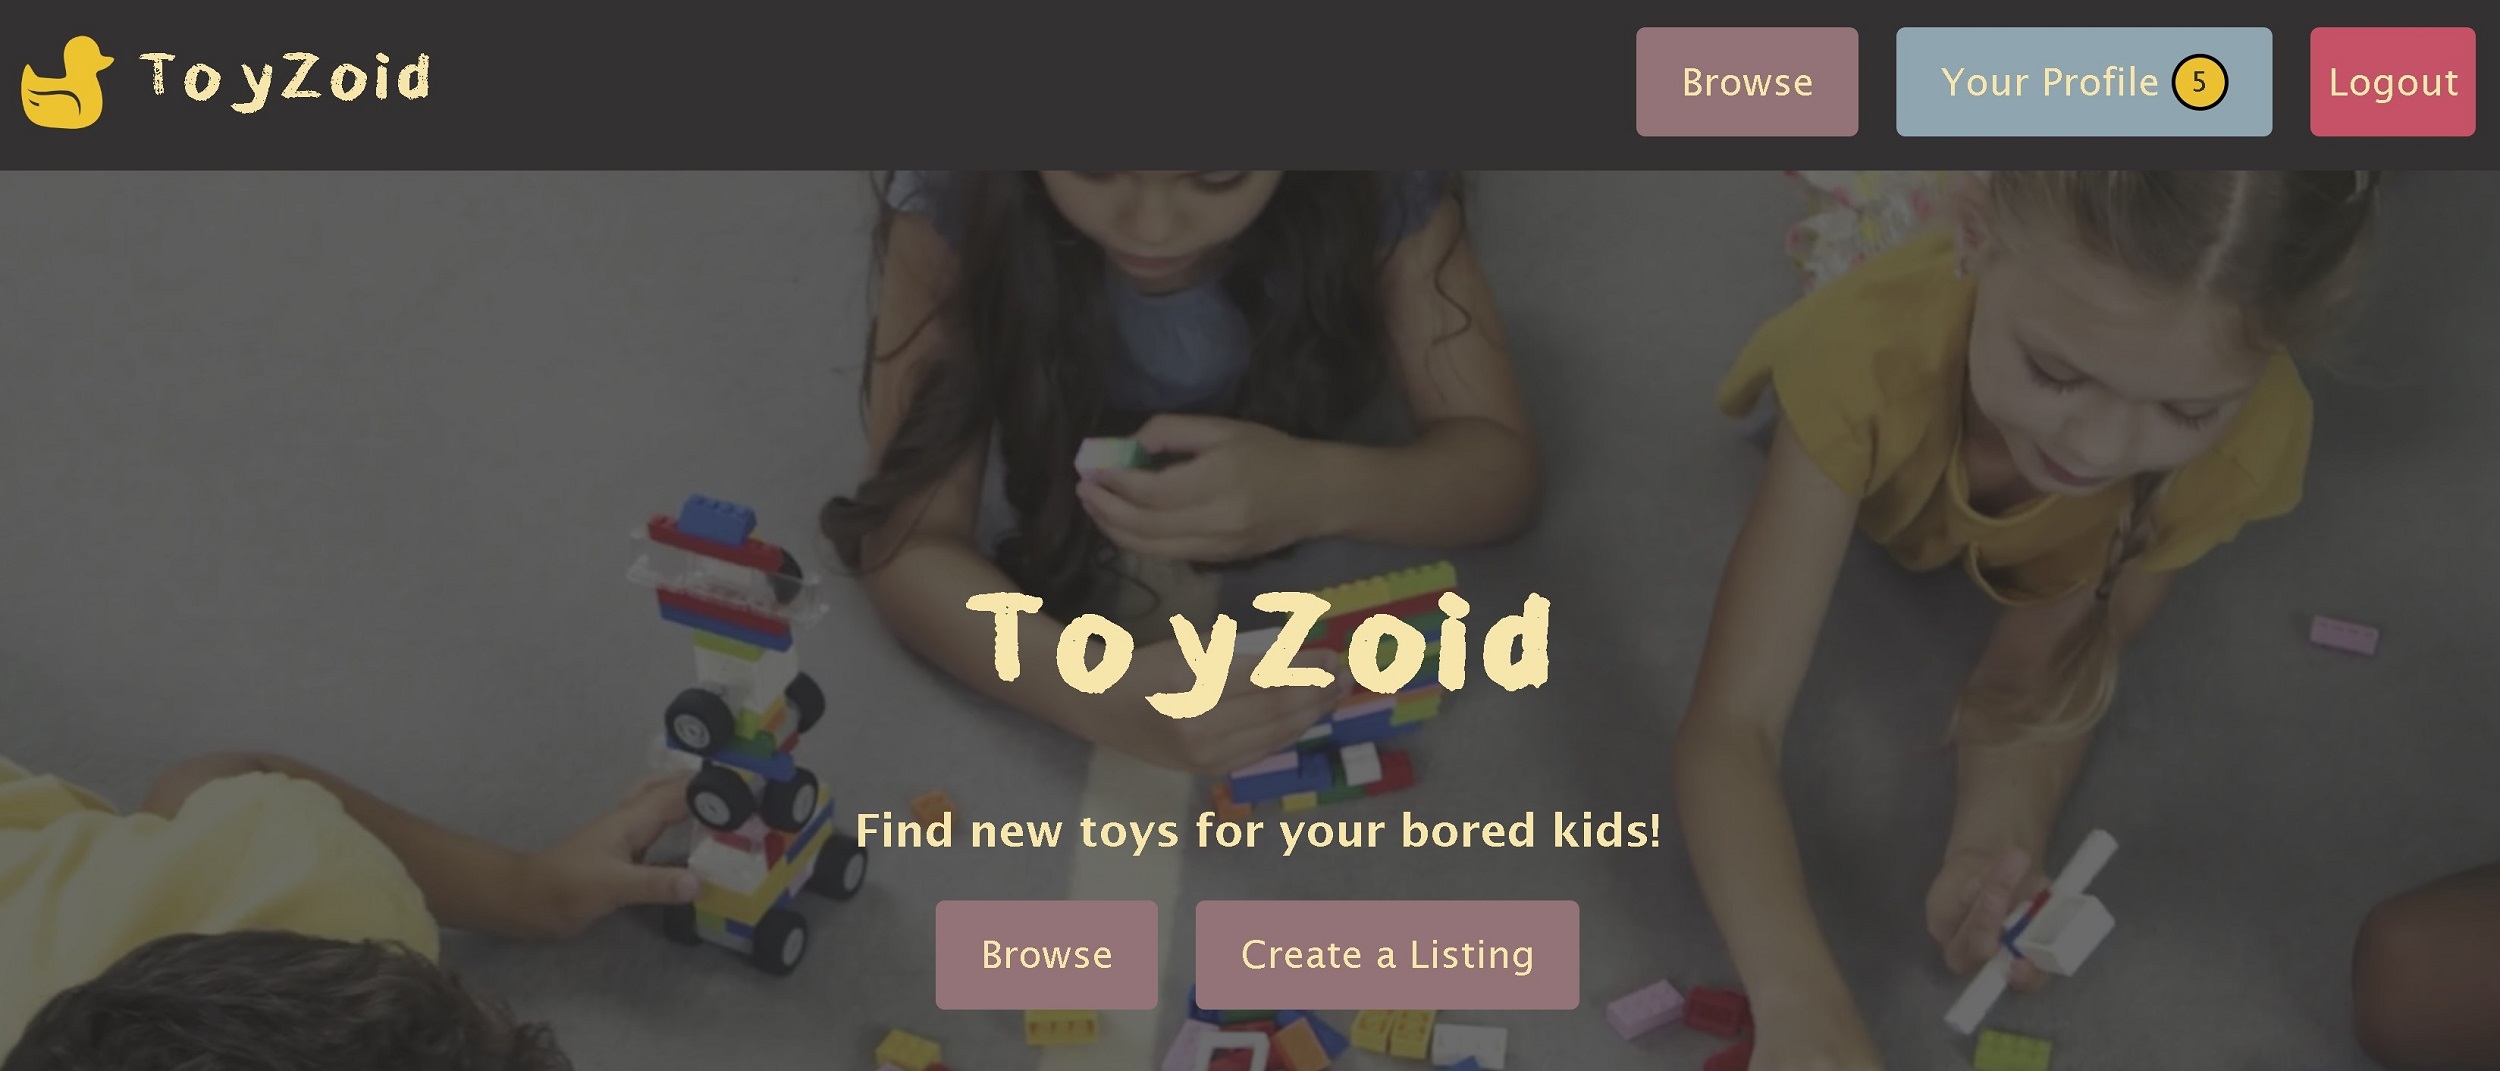 ToyZoid
Browse
Your Profile 5
Logout
ToyZoid
Find new toys for your bored kids!
Browse
Create a Listing